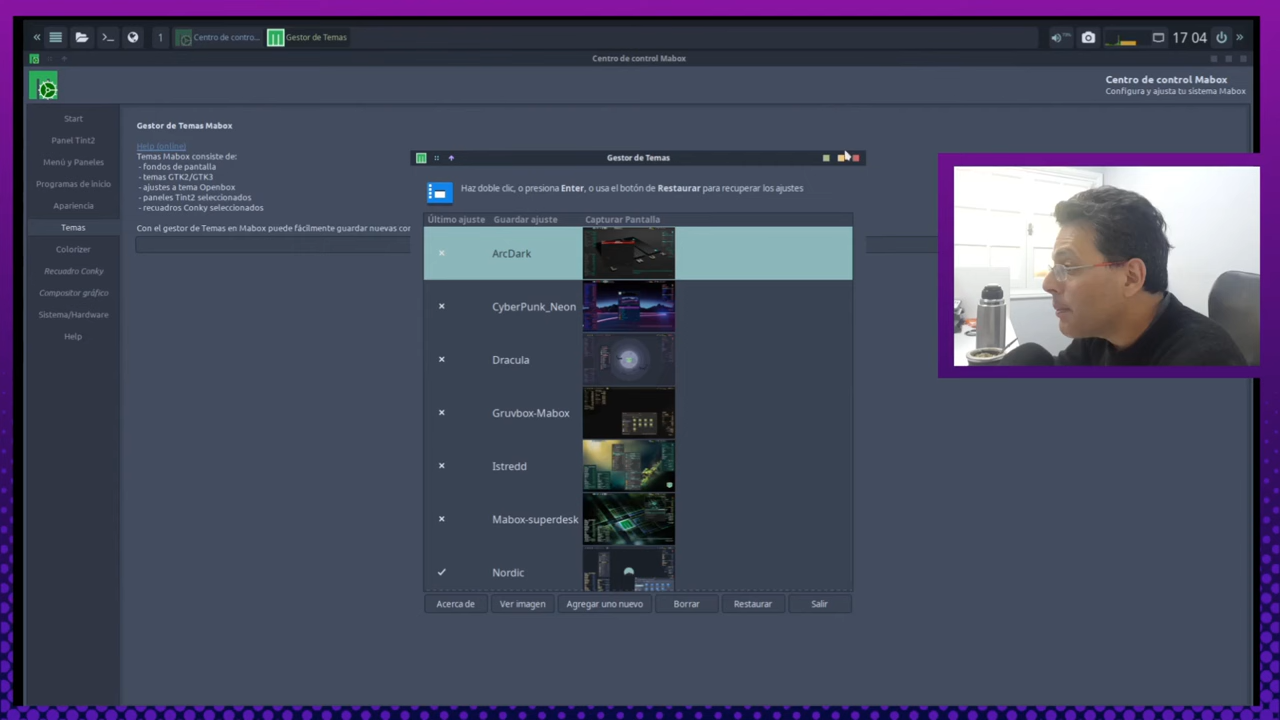 «
1
Centro de contro...
Gestor de Temas
17 04
»
Centro de control Mabox
Centro de control Mabox
Configura y ajusta tu sistema Mabox
Start
Panel Tint2
Menú y Paneles
Programas de inicio
Apariencia
Temas
Colorizer
Recuadro Conky
Compositor gráfico
Sistema/Hardware
Help
Gestor de Temas Mabox
Help (online)
Temas Mabox consiste de:
- fondos de pantalla
- temas GTK2/GTK3
- ajustes a tema Openbox
- paneles Tint2 seleccionados
- recuadros Conky seleccionados
Con el gestor de Temas en Mabox puede fácilmente guardar nuevas cor
Gestor de Temas
Haz doble clic, o presiona Enter, o usa el botón de Restaurar para recuperar los ajustes
Último ajuste Guardar ajuste Capturar Pantalla
ArcDark
CyberPunk_Neon
Dracula
Gruvbox-Mabox
Istredd
Mabox-superdesk
Nordic
Acerca de Ver imagen Agregar uno nuevo Borrar Restaurar Salir